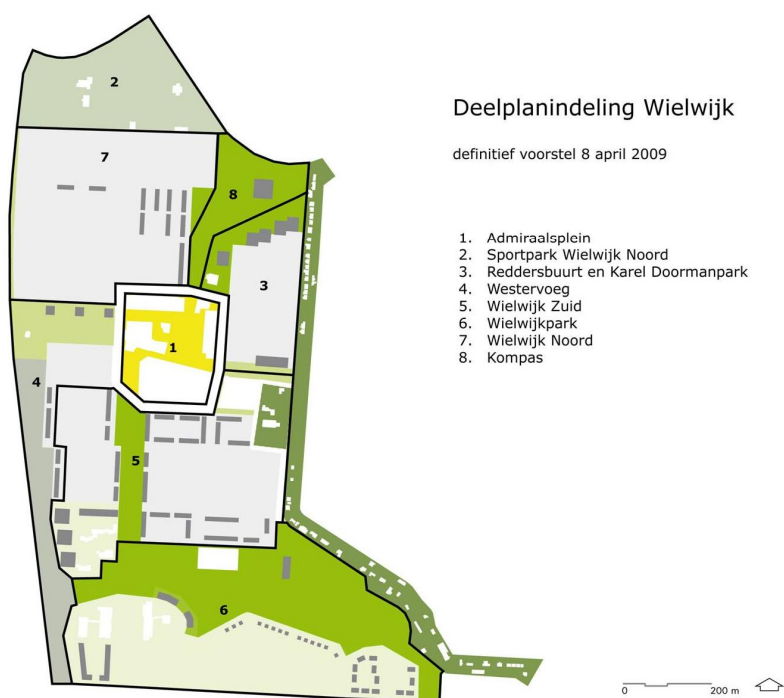 Deelplanindeling Wielwijk
definitief voorstel 8 april 2009
1. Admiraalsplein
2. Sportpark Wielwijk Noord
3. Reddersbuurt en Karel Doormanpark
4. Westervoeg
5. Wielwijk Zuid
6. Wielwijkpark
7. Wielwijk Noord
8. Kompas
2
7
8
3
1
4
5
6
0 200 m